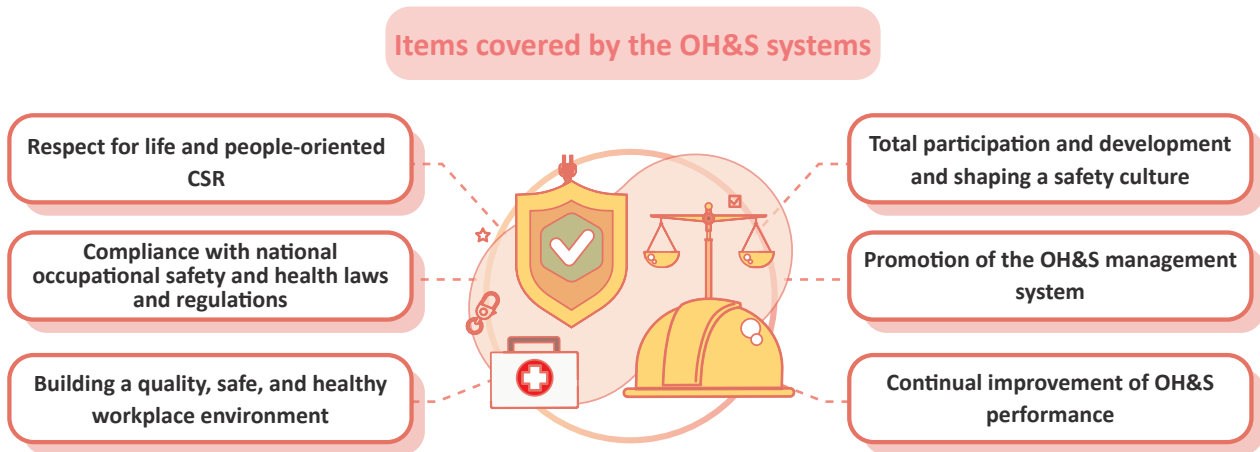 Items covered by the OH&S systems
Respect for life and people-oriented
CSR
Compliance with national
occupational safety and health laws
and regulations
Building a quality, safe, and healthy
workplace environment
Total participation and development
and shaping a safety culture
Promotion of the OH&S management
system
Continual improvement of OH&S
performance